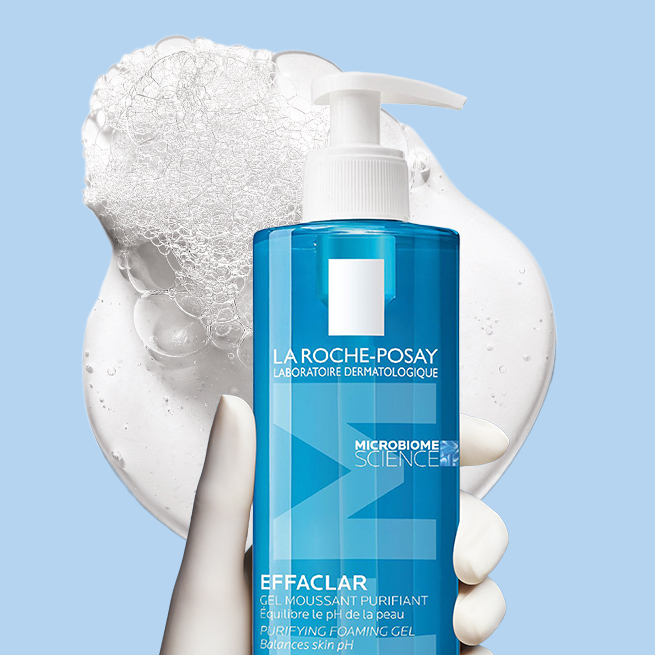 LA ROCHE-POSAY
LABORATOIRE DERMATOLOGIQUE
MICROBIOME
SCIENCE
EFFACLAR
GEL MOUSSANT PURIFIANT
Équilibre le pH de la peau
PURIFYING FOAMING GEL
Balances skin pH